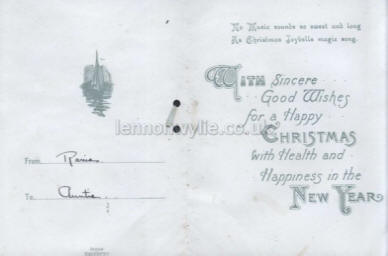 From
To Auntie
No Music sounds so sweet and long
As Christmas Joybells magic song.
WITH Sincere
Good Wishes
for a Happy
CHRISTMAS
with Health and
Happiness in the
NEW YEAR
lennonwylie.co.uk